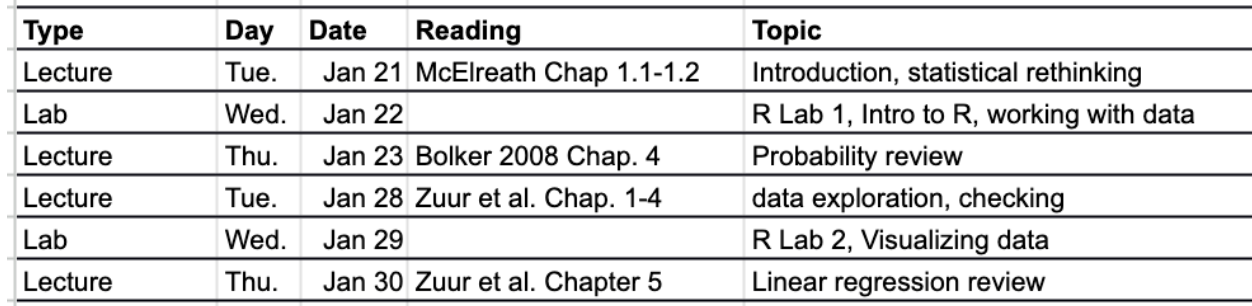 Type Day Date Reading Topic
Lecture Tue. Jan 21 McElreath Chap 1.1-1.2 Introduction, statistical rethinking
Lab Wed. Jan 22 R Lab 1, Intro to R, working with data
Lecture Thu. Jan 23 Bolker 2008 Chap. 4 Probability review
Lecture Tue. Jan 28 Zuur et al. Chap. 1-4 data exploration, checking
Lab Wed. Jan 29 R Lab 2, Visualizing data
Lecture Thu. Jan 30 Zuur et al. Chapter 5 Linear regression review